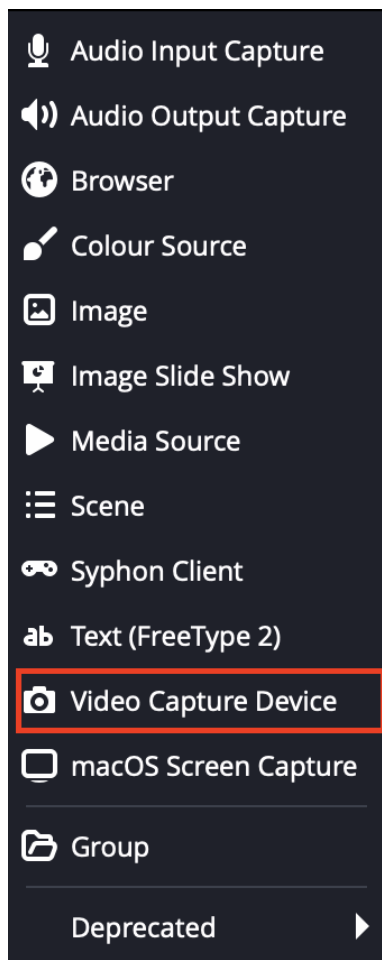 Audio Input Capture
Audio Output Capture
Browser
Colour Source
Image
Image Slide Show
Media Source
Scene
Syphon Client
ab Text (FreeType 2)
Video Capture Device
macOS Screen Capture
Group
Deprecated